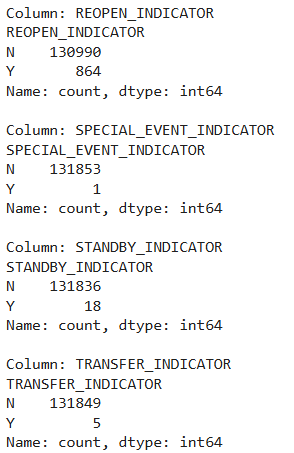 Column: REOPEN_INDICATOR
REOPEN_INDICATOR
N    130990
Y       864
Name: count, dtype: int64

Column: SPECIAL_EVENT_INDICATOR
SPECIAL_EVENT_INDICATOR
N    131853
Y         1
Name: count, dtype: int64

Column: STANDBY_INDICATOR
STANDBY_INDICATOR
N    131836
Y        18
Name: count, dtype: int64

Column: TRANSFER_INDICATOR
TRANSFER_INDICATOR
N    131849
Y         5
Name: count, dtype: int64